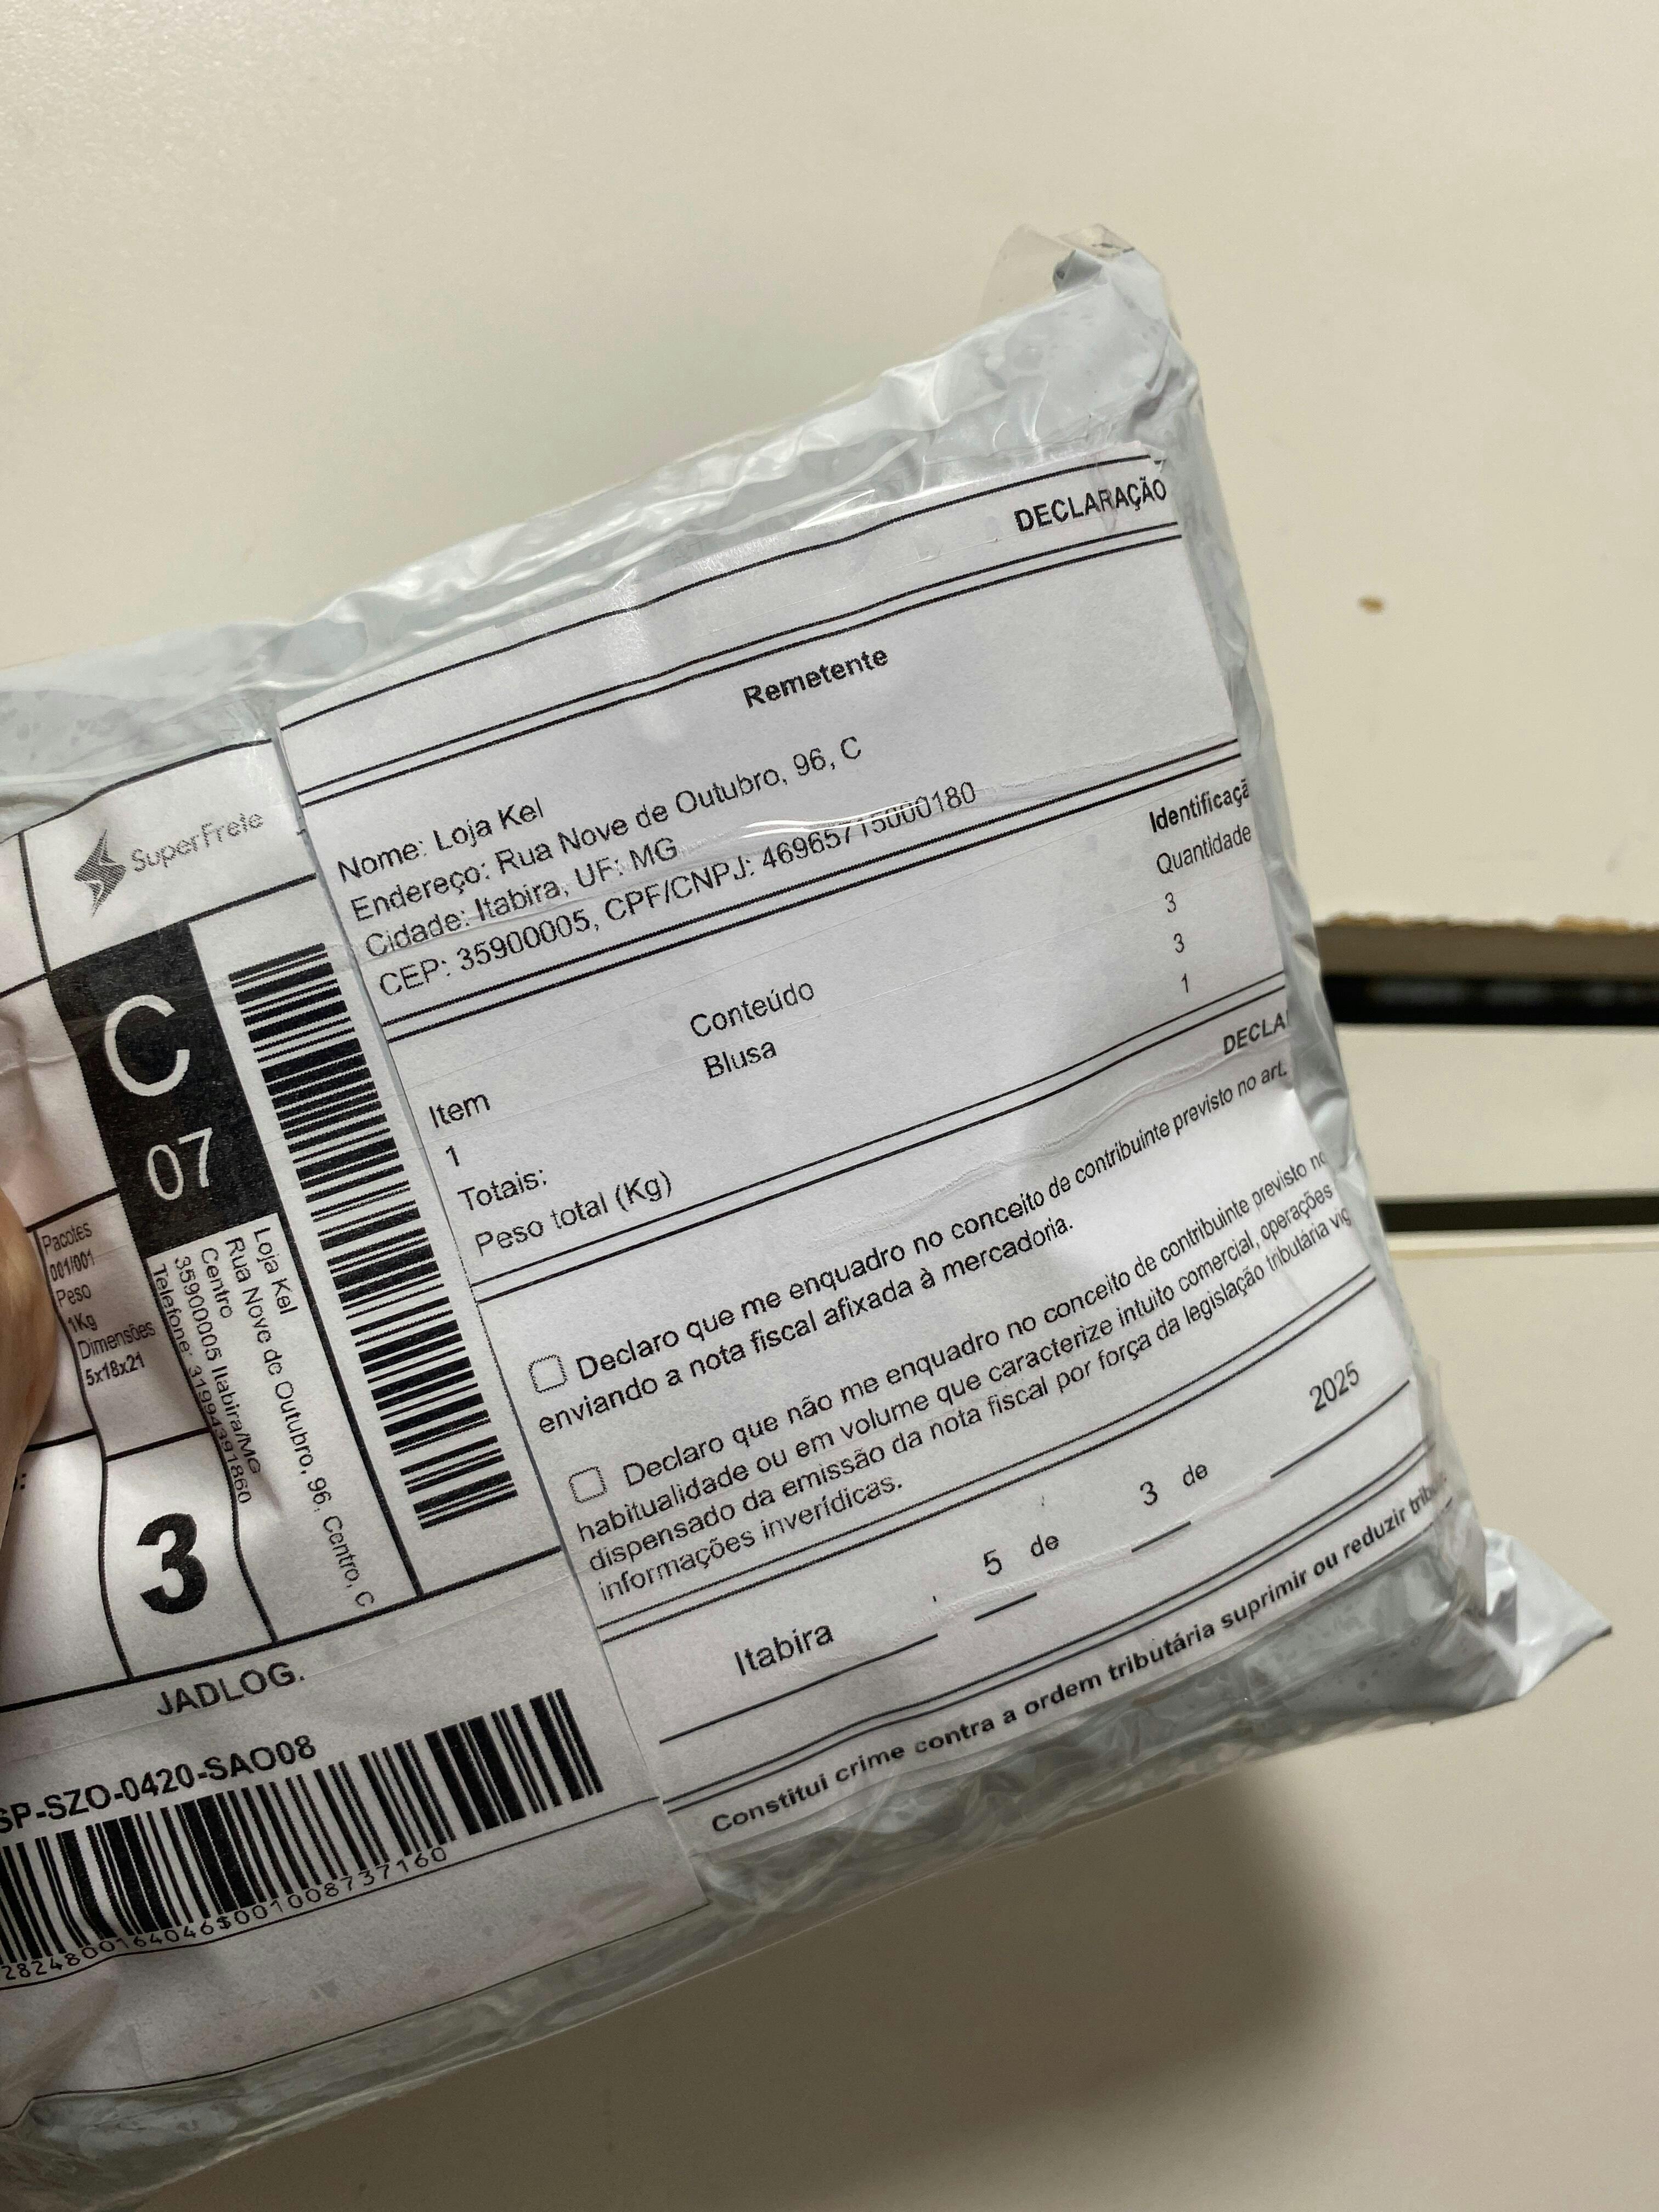 SuperFrete
C
07
Pacotes
001/001
Peso
1Kg
Dimensões
5x18x21
Loja Kel
Rua Nove de Outubro, 96, Centro, C
Centro
35900005 Itabira/MG
Telefone: 31994391860
3
JADLOG.
SP-SZO-0420-SAO08
2824800164046$001008737160
DECLARAÇÃO
Remetente
Nome: Loja Kel
Endereço: Rua Nove de Outubro, 96, C
Cidade: Itabira, UF: MG
CEP: 35900005, CPF/CNPJ: 46965715000180
Identificaçã
Item Conteúdo Quantidade
1 Blusa 3
Totais: 3
Peso total (Kg) 1
DECLA
Declaro que me enquadro no conceito de contribuinte previsto no art.
enviando a nota fiscal afixada à mercadoria.
Declaro que não me enquadro no conceito de contribuinte previsto no
habitualidade ou em volume que caracterize intuito comercial, operações
dispensado da emissão da nota fiscal por força da legislação tributária vig
informações inverídicas.
Itabira , 5 de 3 de 2025
Constitui crime contra a ordem tributária suprimir ou reduzir trib